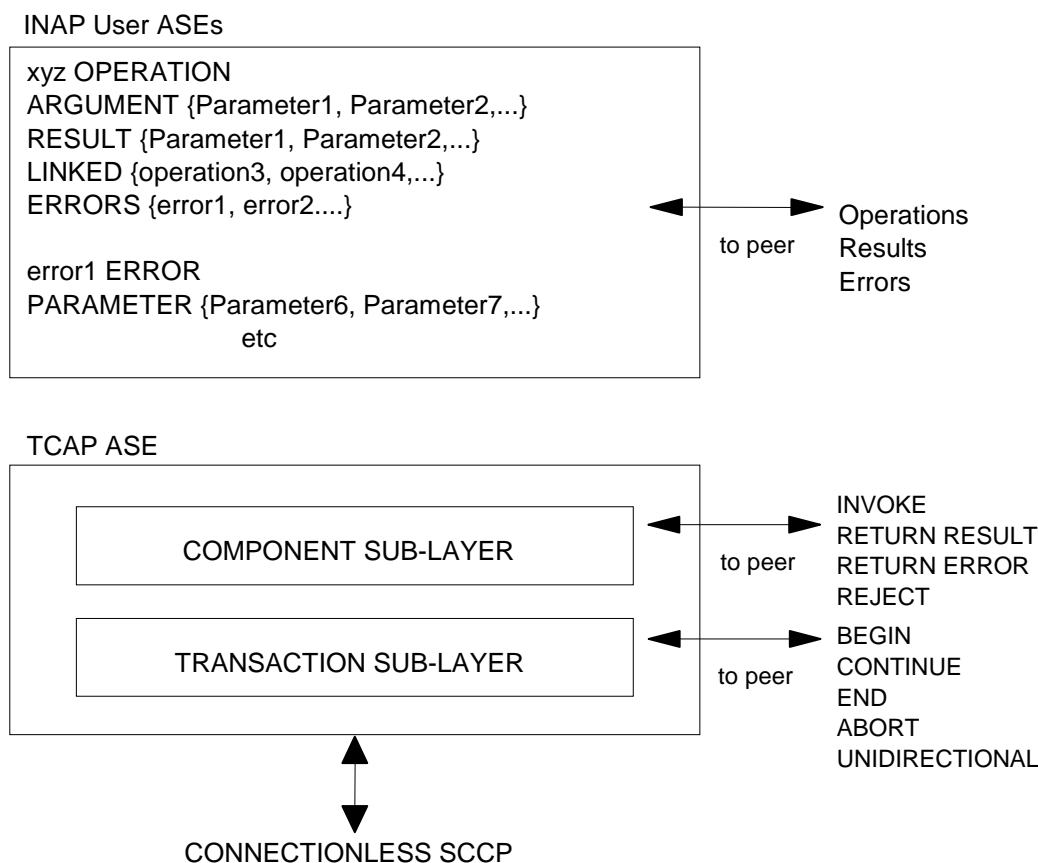 INAP User ASEs
xyz OPERATION
ARGUMENT {Parameter1, Parameter2,...}
RESULT {Parameter1, Parameter2,...}
LINKED {operation3, operation4,...}
ERRORS {error1, error2....}
error1 ERROR
PARAMETER {Parameter6, Parameter7,...}
etc
to peer
Operations
Results
Errors
TCAP ASE
COMPONENT SUB-LAYER
to peer
INVOKE
RETURN RESULT
RETURN ERROR
REJECT
TRANSACTION SUB-LAYER
to peer
BEGIN
CONTINUE
END
ABORT
UNIDIRECTIONAL
CONNECTIONLESS SCCP